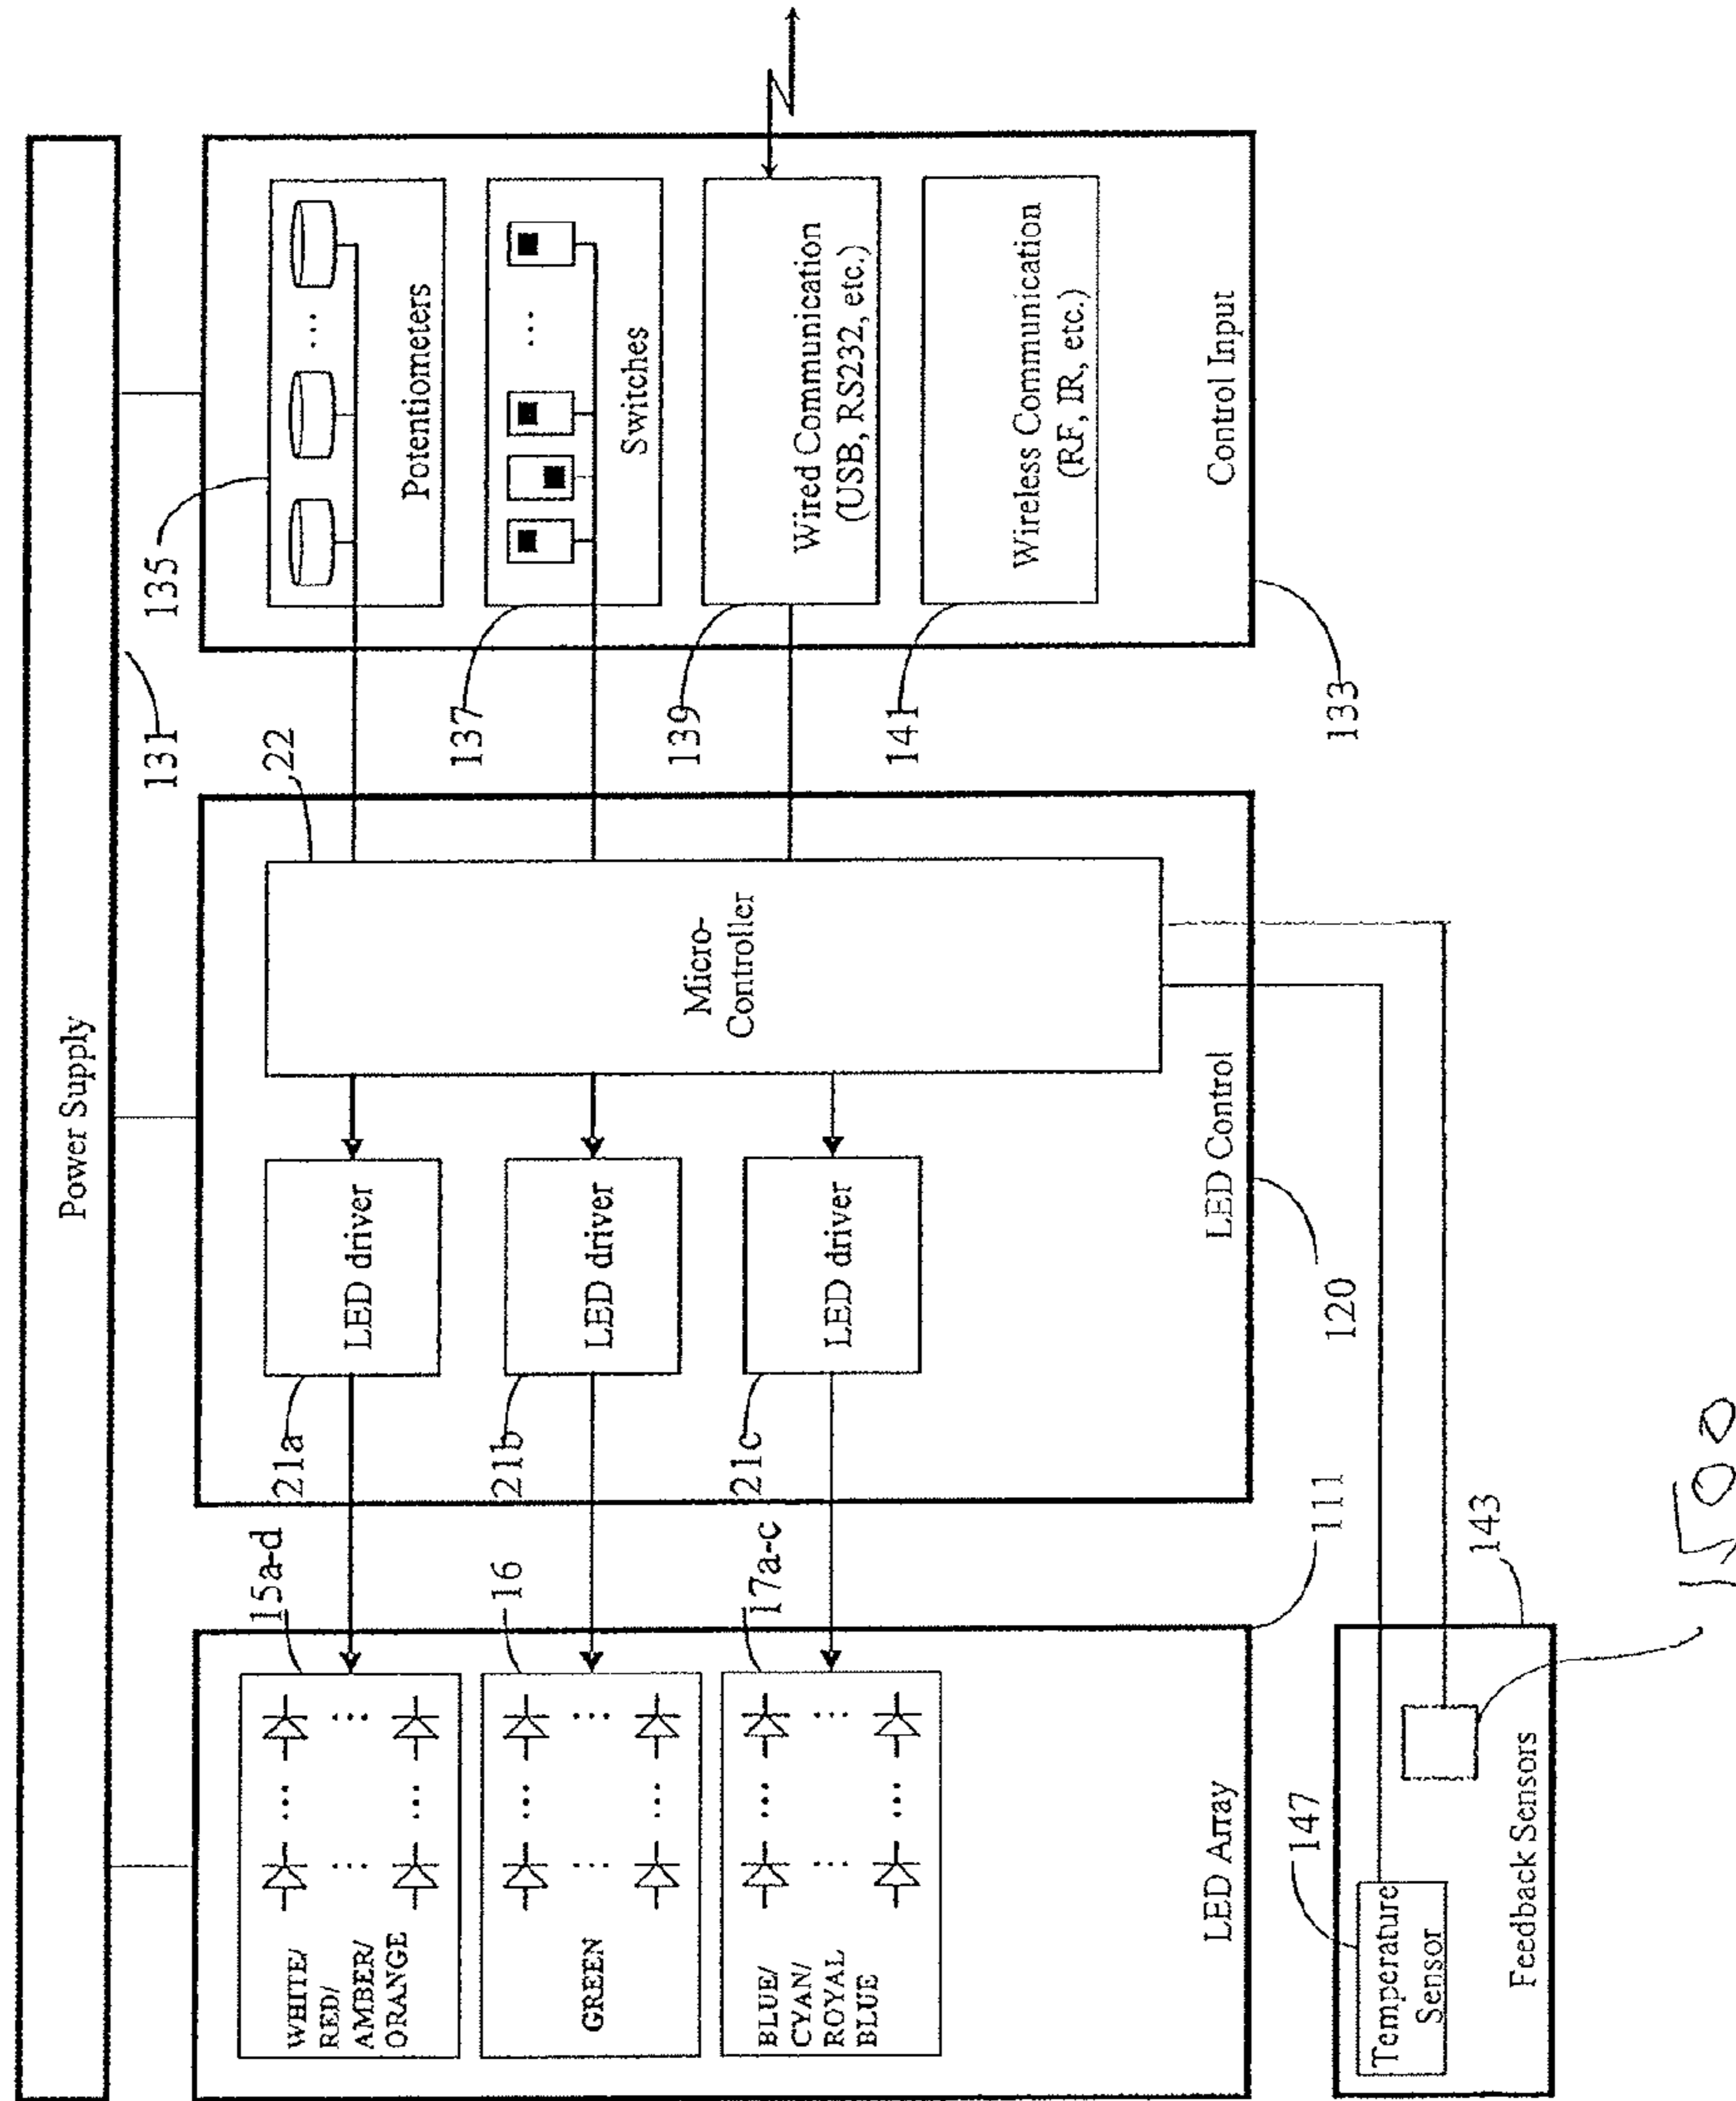 Power Supply
131
135
Potentiometers
137
Switches
139
Wired Communication
(USB, RS232, etc.)
141
Wireless Communication
(RF, IR, etc.)
Control Input
133
22
Micro-
Controller
21a
LED driver
21b
LED driver
21c
LED driver
LED Control
120
15a-d
WHITE/
RED/
AMBER/
ORANGE
16
GREEN
17a-c
BLUE/
CYAN/
ROYAL
BLUE
LED Array
111
147
Temperature
Sensor
Feedback Sensors
143
1500